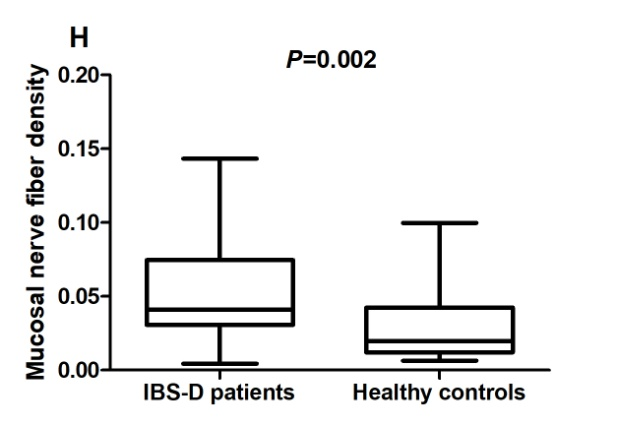 H
P=0.002
Mucosal nerve fiber density
0.20
0.15
0.10
0.05
0.00
IBS-D patients
Healthy controls